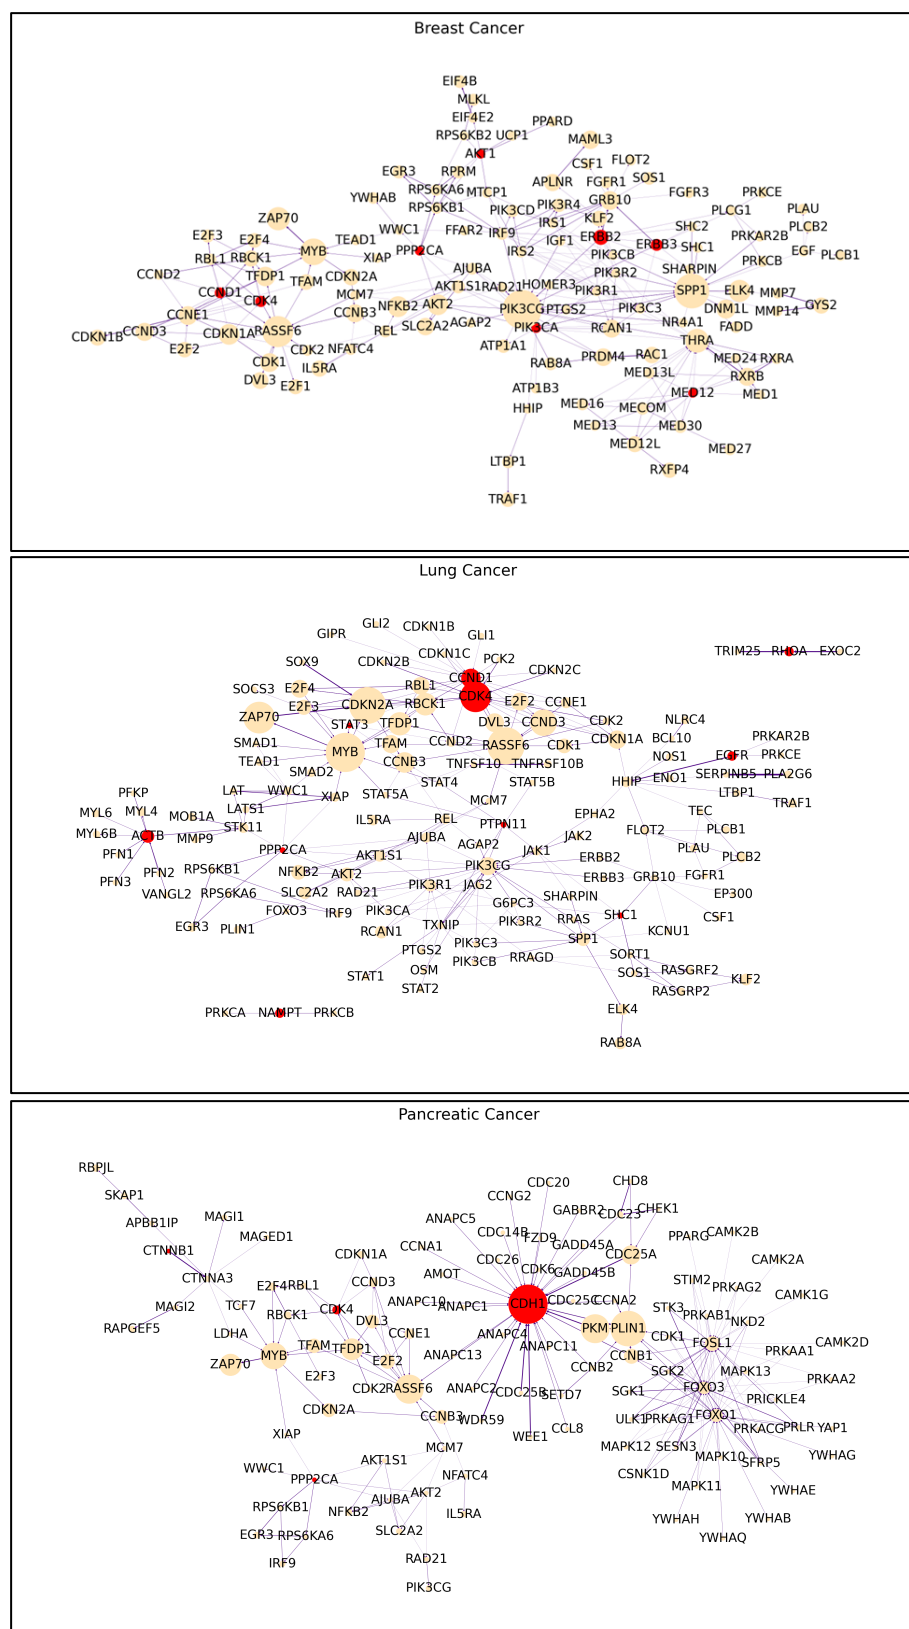 Breast Cancer
EIF4B
MLKL
EIF4E2
PPARD
RPS6KB2 UCP1
MAML3
AKT1
FLOT2
CSF1
EGR3 RPRM
SOS1
APLNR FGFR1
RPS6KA6 MTCP1
FGFR3 PRKCE
YWHAB
GRB10
RPS6KB1 PIK3CD PIK3R4
PLCG1 PLAU
ZAP70
KLF2
IRS1
SHC2 PLCB2
WWC1 FFAR2 IRF9
E2F3 E2F4 TEAD1
ERBB2
PRKAR2B
IGF1
ERBB3 SHC1
MYB
PPP2CA
IRS2
PIK3CB
EGF PLCB1
RBL1 RBCK1
XIAP
SHARPIN PRKCB
AJUBA
PIK3R2
CCND2 TFDP1 TFAM CDKN2A
HOMER3
AKT1S1 RAD21
PIK3R1
SPP1 ELK4
CCND1 CDK4 MCM7
MMP7
NFKB2 AKT2
PIK3CG PTGS2 PIK3C3
DNM1L MMP14 GYS2
CCNE1 CCNB3
NR4A1
SLC2A2 AGAP2 PIK3CA RCAN1
FADD
CDKN1B CCND3 CDKN1A RASSF6 REL
THRA
E2F2 CDK2 NFATC4
ATP1A1
PRDM4 RAC1
MED24 RXRA
CDK1 IL5RA
RAB8A
MED13L
RXRB
DVL3 E2F1
ATP1B3
MED12 MED1
HHIP MED16 MECOM
MED13 MED30
MED12L MED27
LTBP1
RXFP4
TRAF1
Lung Cancer
GLI2 CDKN1B
GIPR
GLI1
CDKN1C
TRIM25 RHOA EXOC2
SOX9 CDKN2B
PCK2
CDKN2C
CCND1
SOCS3 E2F4
RBL1
CDK4
E2F2 CCNE1
E2F3 CDKN2A RBCK1
ZAP70
DVL3 CCND3 CDK2
NLRC4
STAT3 TFDP1
BCL10
PRKAR2B
SMAD1
TFAM CCND2 RASSF6 CDK1 CDKN1A
NOS1 EGFR
MYB
PRKCE
TEAD1
CCNB3
TNFSF10 TNFRSF10B
SMAD2
STAT4 STAT5B
HHIP ENO1 SERPINB5 PLA2G6
PFKP
LAT WWC1
STAT5A
LTBP1
XIAP
MCM7
TRAF1
MYL6 MYL4
LATS1
EPHA2
TEC
MOB1A
IL5RA REL
PTPN11
STK11
MYL6B ACTB
FLOT2
PLCB1
MMP9
AJUBA
JAK2
AGAP2 JAK1
PLAU
PFN1
PPP2CA
AKT1S1
ERBB2
PLCB2
PFN2 RPS6KB1
NFKB2 AKT2
PIK3CG
FGFR1
PFN3
PIK3R1 JAG2
ERBB3 GRB10
VANGL2 RPS6KA6 SLC2A2 RAD21
SHARPIN
EP300
G6PC3
FOXO3 IRF9 PIK3CA
SHC1
CSF1
EGR3 PLIN1
TXNIP PIK3R2 RRAS
RCAN1
KCNU1
PIK3C3
SPP1
PTGS2
RRAGD SORT1
PIK3CB
STAT1 OSM
SOS1 RASGRF2
KLF2
STAT2
RASGRP2
PRKCA NAMPT PRKCB
ELK4
RAB8A
Pancreatic Cancer
RBPJL
CDC20 CHD8
SKAP1
CCNG2
CHEK1
APBB1IP MAGI1
ANAPC5 GABBR2 CDC23
CDC14B FZD9
CTNNB1 MAGED1
CCNA1
GADD45A CDC25A
PPARG CAMK2B
CDKN1A
CDC26
CDK6
CAMK2A
CTNNA3
AMOT
GADD45B
STIM2 PRKAG2
E2F4 RBL1 CCND3
CAMK1G
MAGI2
TCF7
ANAPC10
CDC25C
CDK4
ANAPC1 CDH1
CCNA2
STK3 PRKAB1
RBCK1
RAPGEF5
DVL3
NKD2
LDHA
CCNE1
ANAPC4
PKM PLIN1
CDK1
FOSL1
CAMK2D
TFAM
TFDP1
ANAPC11
PRKAA1
MYB
E2F2
ANAPC13
CCNB1
ZAP70
CCNB2
SGK2 MAPK13
PRKAA2
E2F3
CDK2 RASSF6
ANAPC2 CDC25B
SETD7
SGK1
FOXO3
PRICKLE4
CDKN2A
CCNB3
WDR59
ULK1 PRKAG1
FOXO1
PRLR YAP1
CCL8
PRKACG
XIAP
WEE1
MCM7
MAPK12 SESN3
YWHAG
AKT1S1
MAPK10
WWC1
NFATC4
SFRP5
PPP2CA
CSNK1D
MAPK11
AKT2
YWHAE
RPS6KB1
AJUBA
NFKB2
IL5RA
YWHAH
YWHAB
EGR3 RPS6KA6
SLC2A2
YWHAQ
IRF9
RAD21
PIK3CG